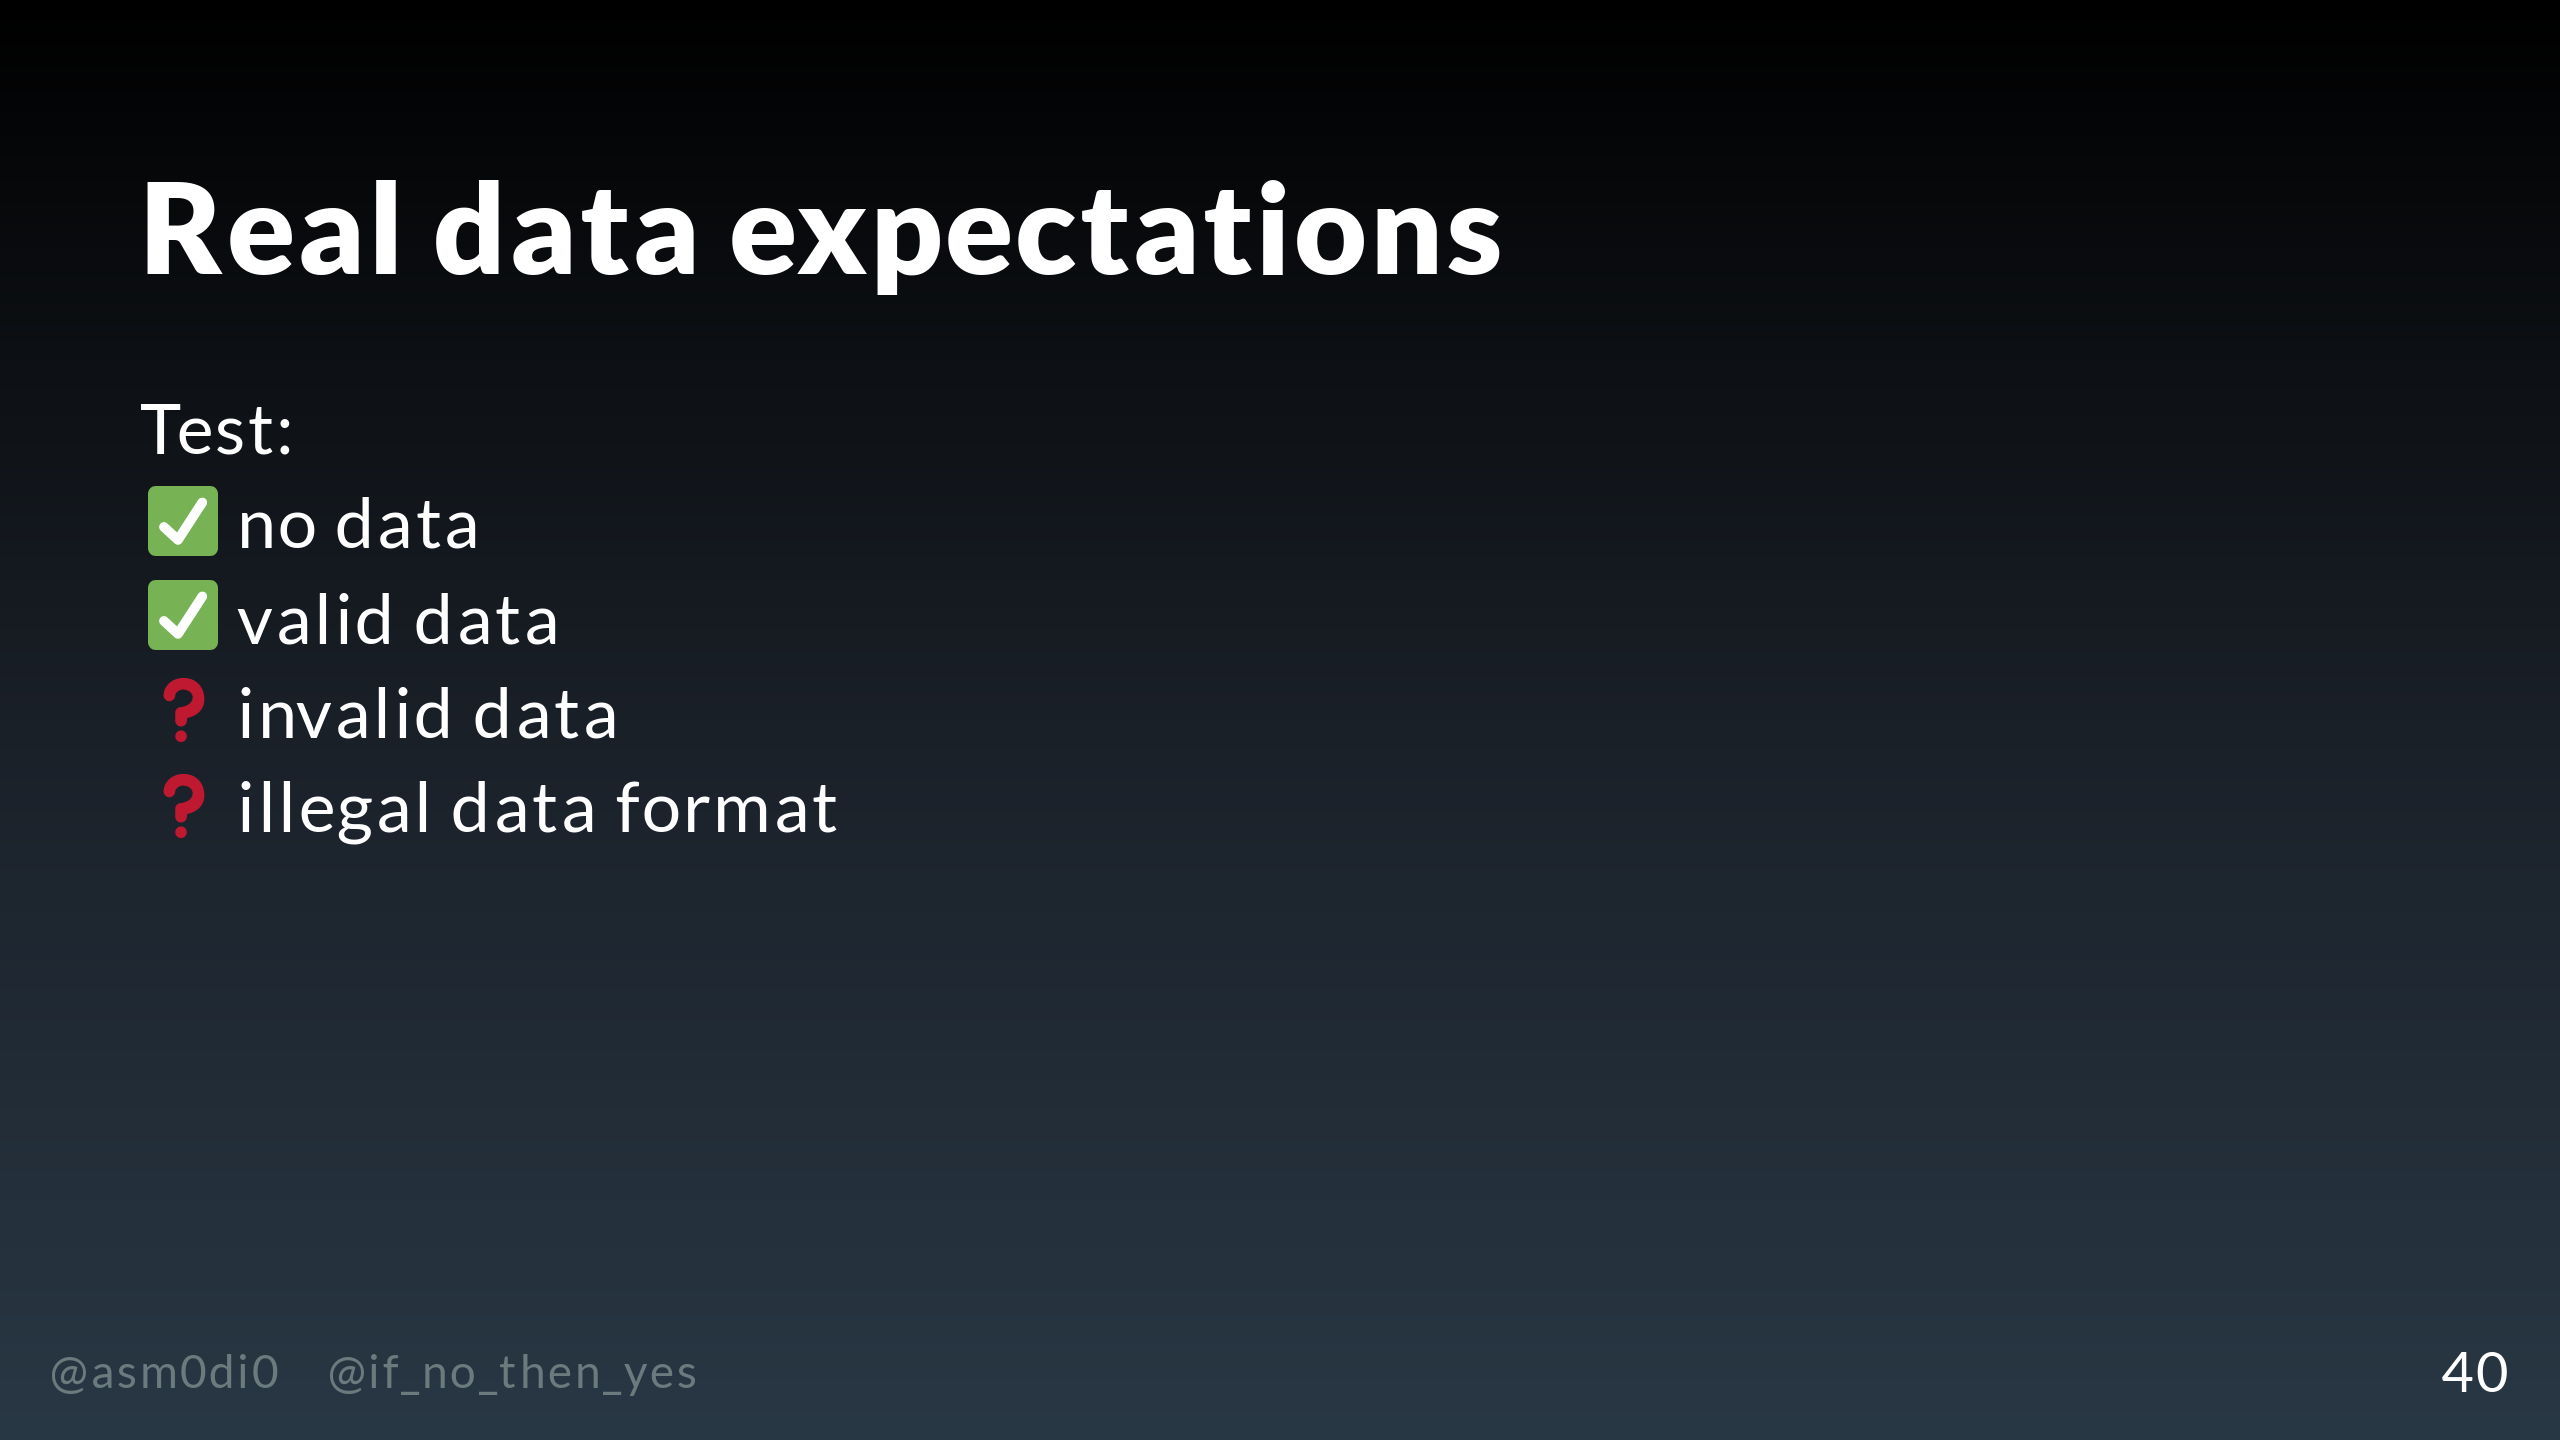 Real data expectations
Test:
✅ no data
✅ valid data
❓ invalid data
❓ illegal data format
@asm0di0 @if_no_then_yes
40